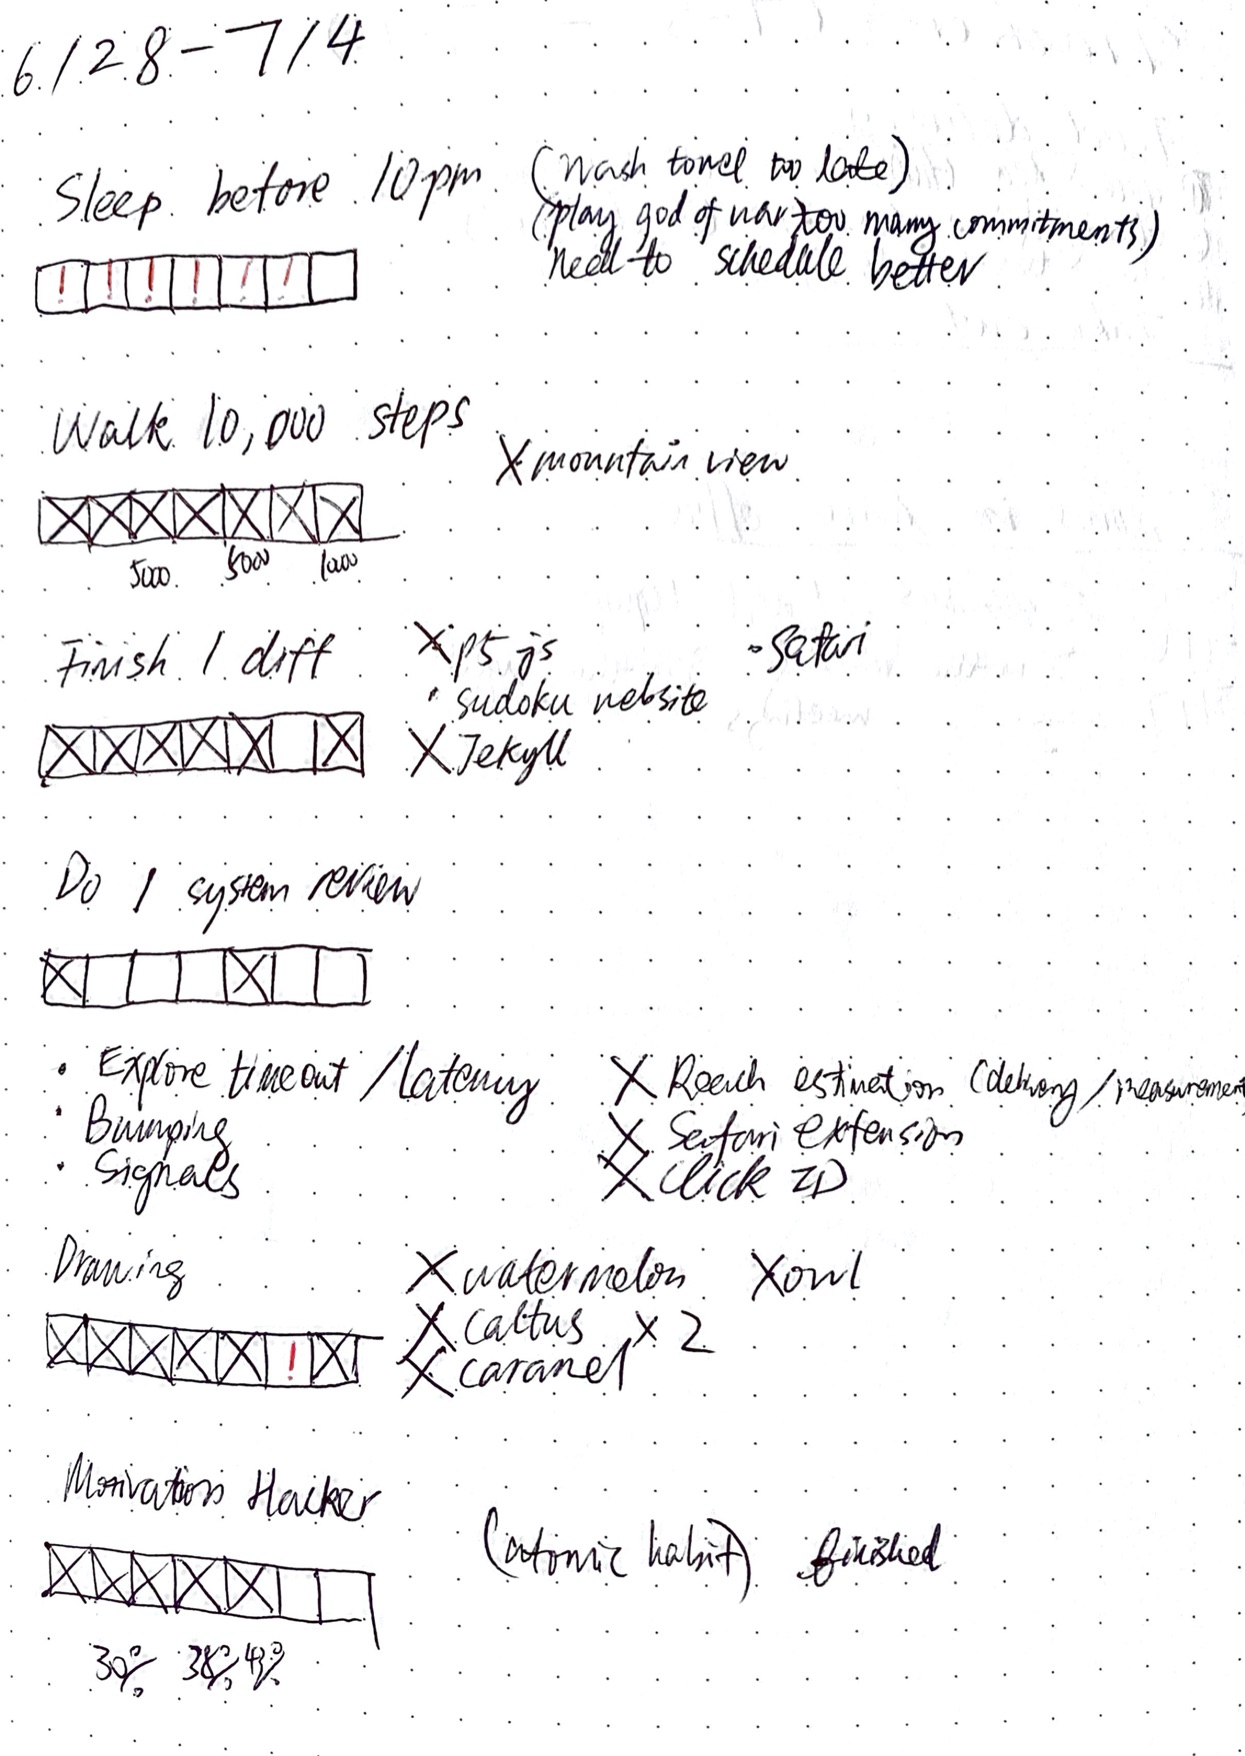 6/28-7/4
Sleep before 10pm (wash towel too late)
(play god of war too many commitments)
need to schedule better
! ! ! ! ! !
Walk 10,000 steps
X mountain view
X X X X X X X
5000 5000 1000
Finish 1 diff X p5.js • Safari
• sudoku website
X X X X X X X Jekyll
Do 1 system review
X X
• Explore timeout / latency X Reach estimation (delivery/measurement
• Bumping X Safari extension
• Signals X Click ID
Drawing X watermelon X owl
X Caltus x 2
X X X X X ! X X caramel
Motivation Hacker
(atomic habit) finished
X X X X X
30% 38% 43%